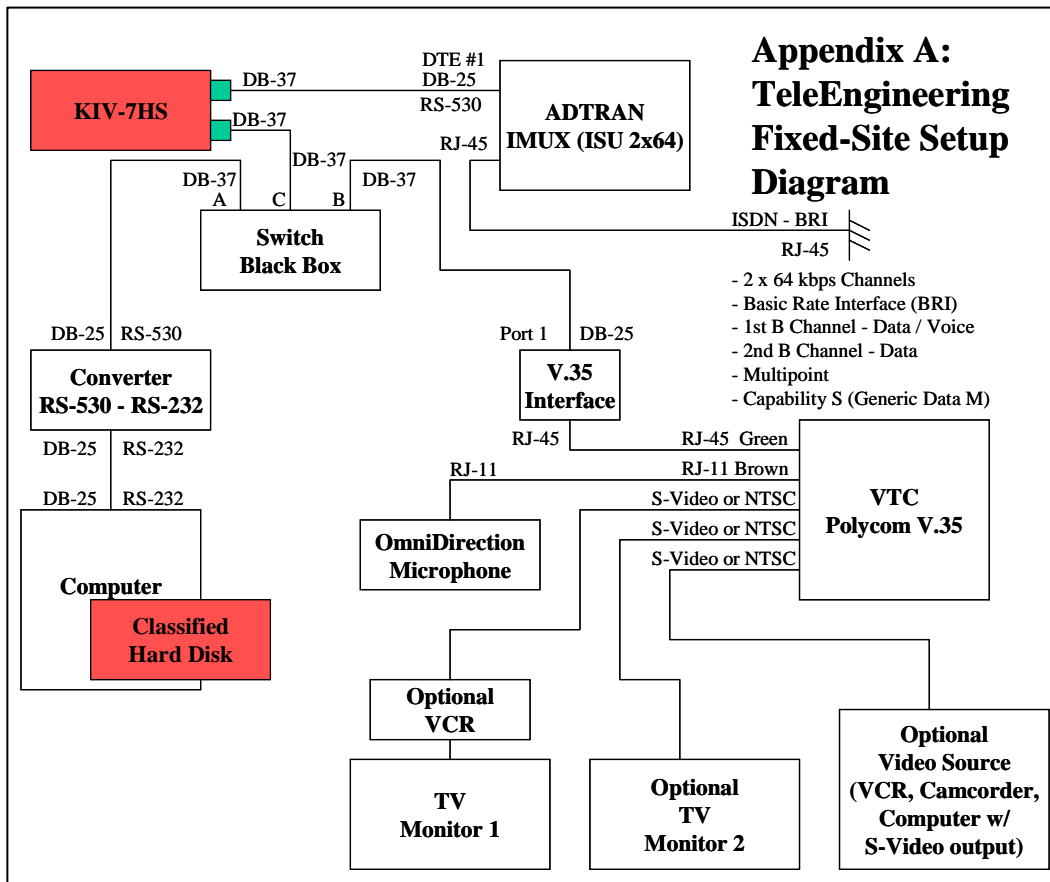 Appendix A:
TeleEngineering
Fixed-Site Setup
Diagram
KIV-7HS
DB-37
DTE #1
DB-25
RS-530
DB-37
ADTRAN
IMUX (ISU 2x64)
RJ-45
DB-37
DB-37
DB-37
A
C
B
Switch
Black Box
ISDN - BRI
RJ-45
- 2 x 64 kbps Channels
- Basic Rate Interface (BRI)
- 1st B Channel - Data / Voice
- 2nd B Channel - Data
- Multipoint
- Capability S (Generic Data M)
DB-25
RS-530
Converter
RS-530 - RS-232
DB-25
RS-232
DB-25
RS-232
Computer
Classified
Hard Disk
Port 1
DB-25
V.35
Interface
RJ-45
RJ-45 Green
RJ-11
RJ-11 Brown
S-Video or NTSC
S-Video or NTSC
S-Video or NTSC
VTC
Polycom V.35
OmniDirection
Microphone
Optional
VCR
TV
Monitor 1
Optional
TV
Monitor 2
Optional
Video Source
(VCR, Camcorder,
Computer w/
S-Video output)